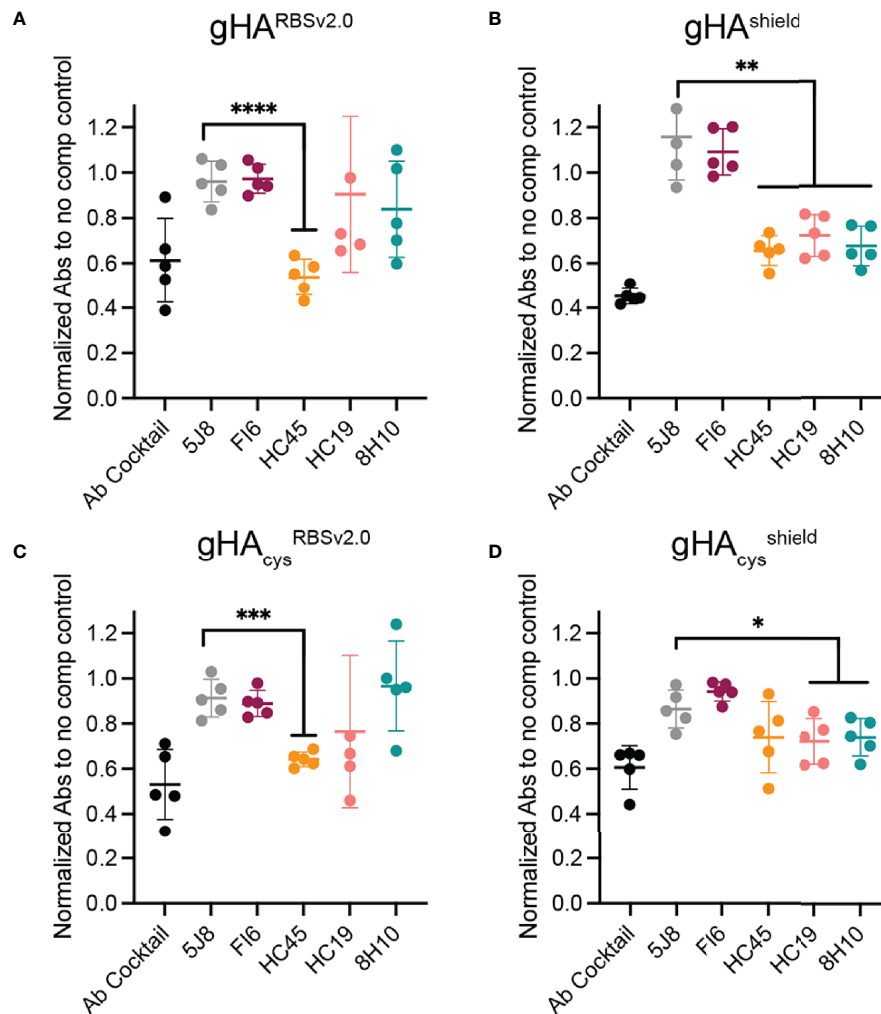 A
gHA^RBSv2.0
Normalized Abs to no comp control
1.2
1.0
0.8
0.6
0.4
0.2
0.0
****
Ab Cocktail
5J8
FI6
HC45
HC19
8H10
B
gHA^shield
Normalized Abs to no comp control
1.2
1.0
0.8
0.6
0.4
0.2
0.0
**
Ab Cocktail
5J8
FI6
HC45
HC19
8H10
C
gHA_cys^RBSv2.0
Normalized Abs to no comp control
1.2
1.0
0.8
0.6
0.4
0.2
0.0
***
Ab Cocktail
5J8
FI6
HC45
HC19
8H10
D
gHA_cys^shield
Normalized Abs to no comp control
1.2
1.0
0.8
0.6
0.4
0.2
0.0
*
Ab Cocktail
5J8
FI6
HC45
HC19
8H10